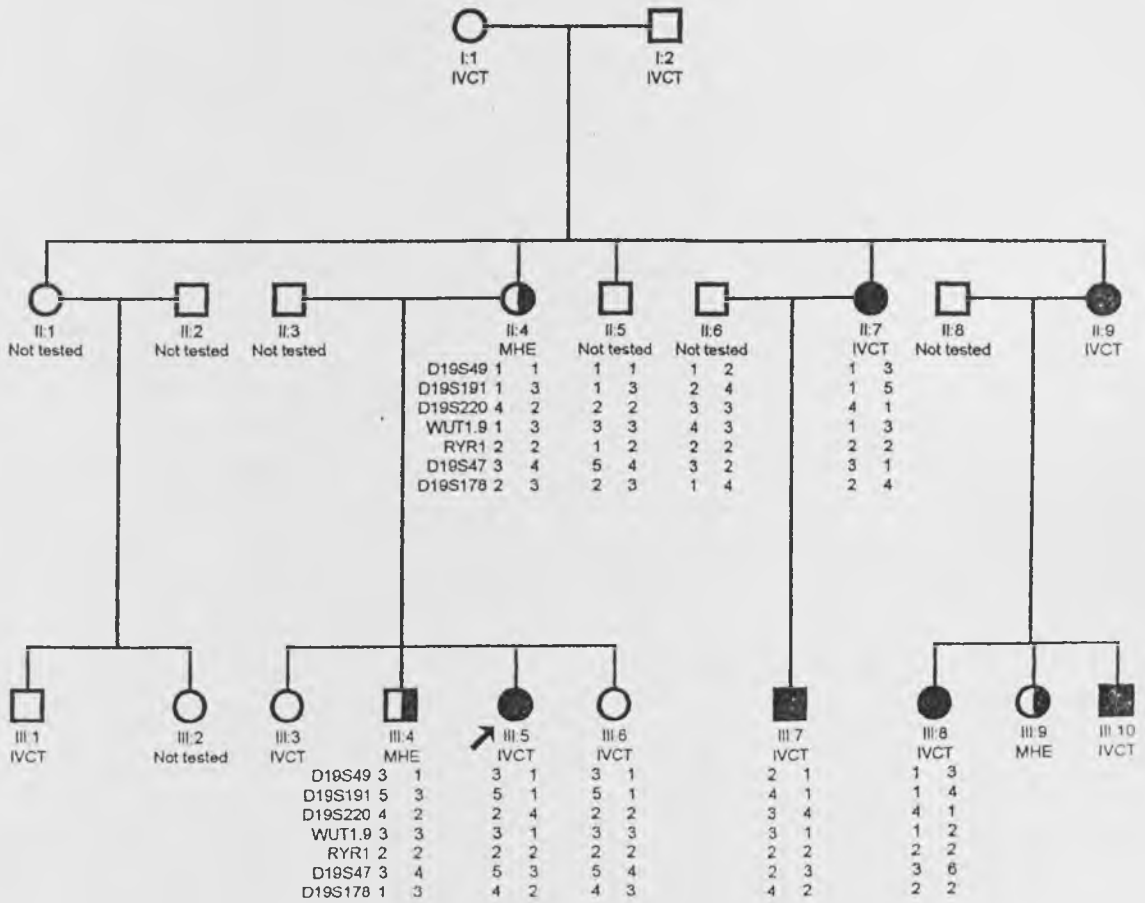 I:1 I:2
IVCT IVCT
II:1 II:2 II:3 II:4 II:5 II:6 II:7 II:8 II:9
Not tested Not tested Not tested MHE Not tested Not tested IVCT Not tested IVCT
D19S49 1 1 1 1 1 2 1 3
D19S191 1 3 1 3 2 4 1 5
D19S220 4 2 2 2 3 3 4 1
WUT1.9 1 3 3 3 4 3 1 3
RYR1 2 2 1 2 2 2 2 2
D19S47 3 4 5 4 3 2 3 1
D19S178 2 3 2 3 1 4 2 4
III:1 III:2 III:3 III:4 III:5 III:6 III:7 III:8 III:9 III:10
IVCT Not tested IVCT MHE IVCT IVCT IVCT IVCT MHE IVCT
D19S49 3 1 3 1 3 1 2 1 1 3
D19S191 5 3 5 1 5 1 4 1 1 4
D19S220 4 2 2 4 2 2 3 4 4 1
WUT1.9 3 3 3 1 3 3 3 1 1 2
RYR1 2 2 2 2 2 2 2 2 2 2
D19S47 3 4 5 3 5 4 2 3 3 6
D19S178 1 3 4 2 4 3 4 2 2 2